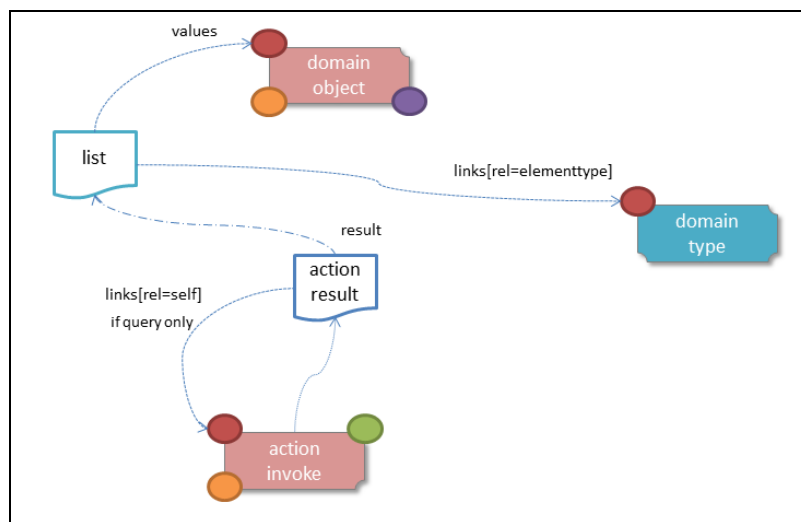 values
domain
object
list
links[rel=elementtype]
domain
type
result
action
result
links[rel=self]
if query only
action
invoke